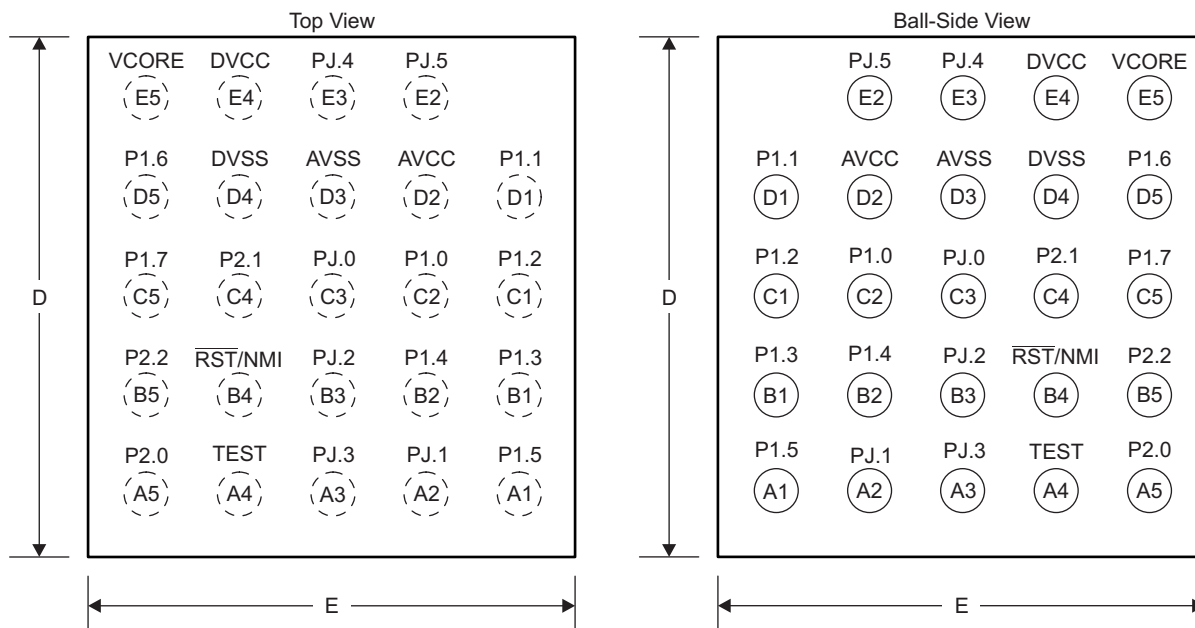 Top View
VCORE DVCC PJ.4 PJ.5
E5 E4 E3 E2
P1.6 DVSS AVSS AVCC P1.1
D5 D4 D3 D2 D1
P1.7 P2.1 PJ.0 P1.0 P1.2
D
C5 C4 C3 C2 C1
P2.2 RST/NMI PJ.2 P1.4 P1.3
B5 B4 B3 B2 B1
P2.0 TEST PJ.3 PJ.1 P1.5
A5 A4 A3 A2 A1
E
Ball-Side View
PJ.5 PJ.4 DVCC VCORE
E2 E3 E4 E5
P1.1 AVCC AVSS DVSS P1.6
D1 D2 D3 D4 D5
P1.2 P1.0 PJ.0 P2.1 P1.7
D
C1 C2 C3 C4 C5
P1.3 P1.4 PJ.2 RST/NMI P2.2
B1 B2 B3 B4 B5
P1.5 PJ.1 PJ.3 TEST P2.0
A1 A2 A3 A4 A5
E